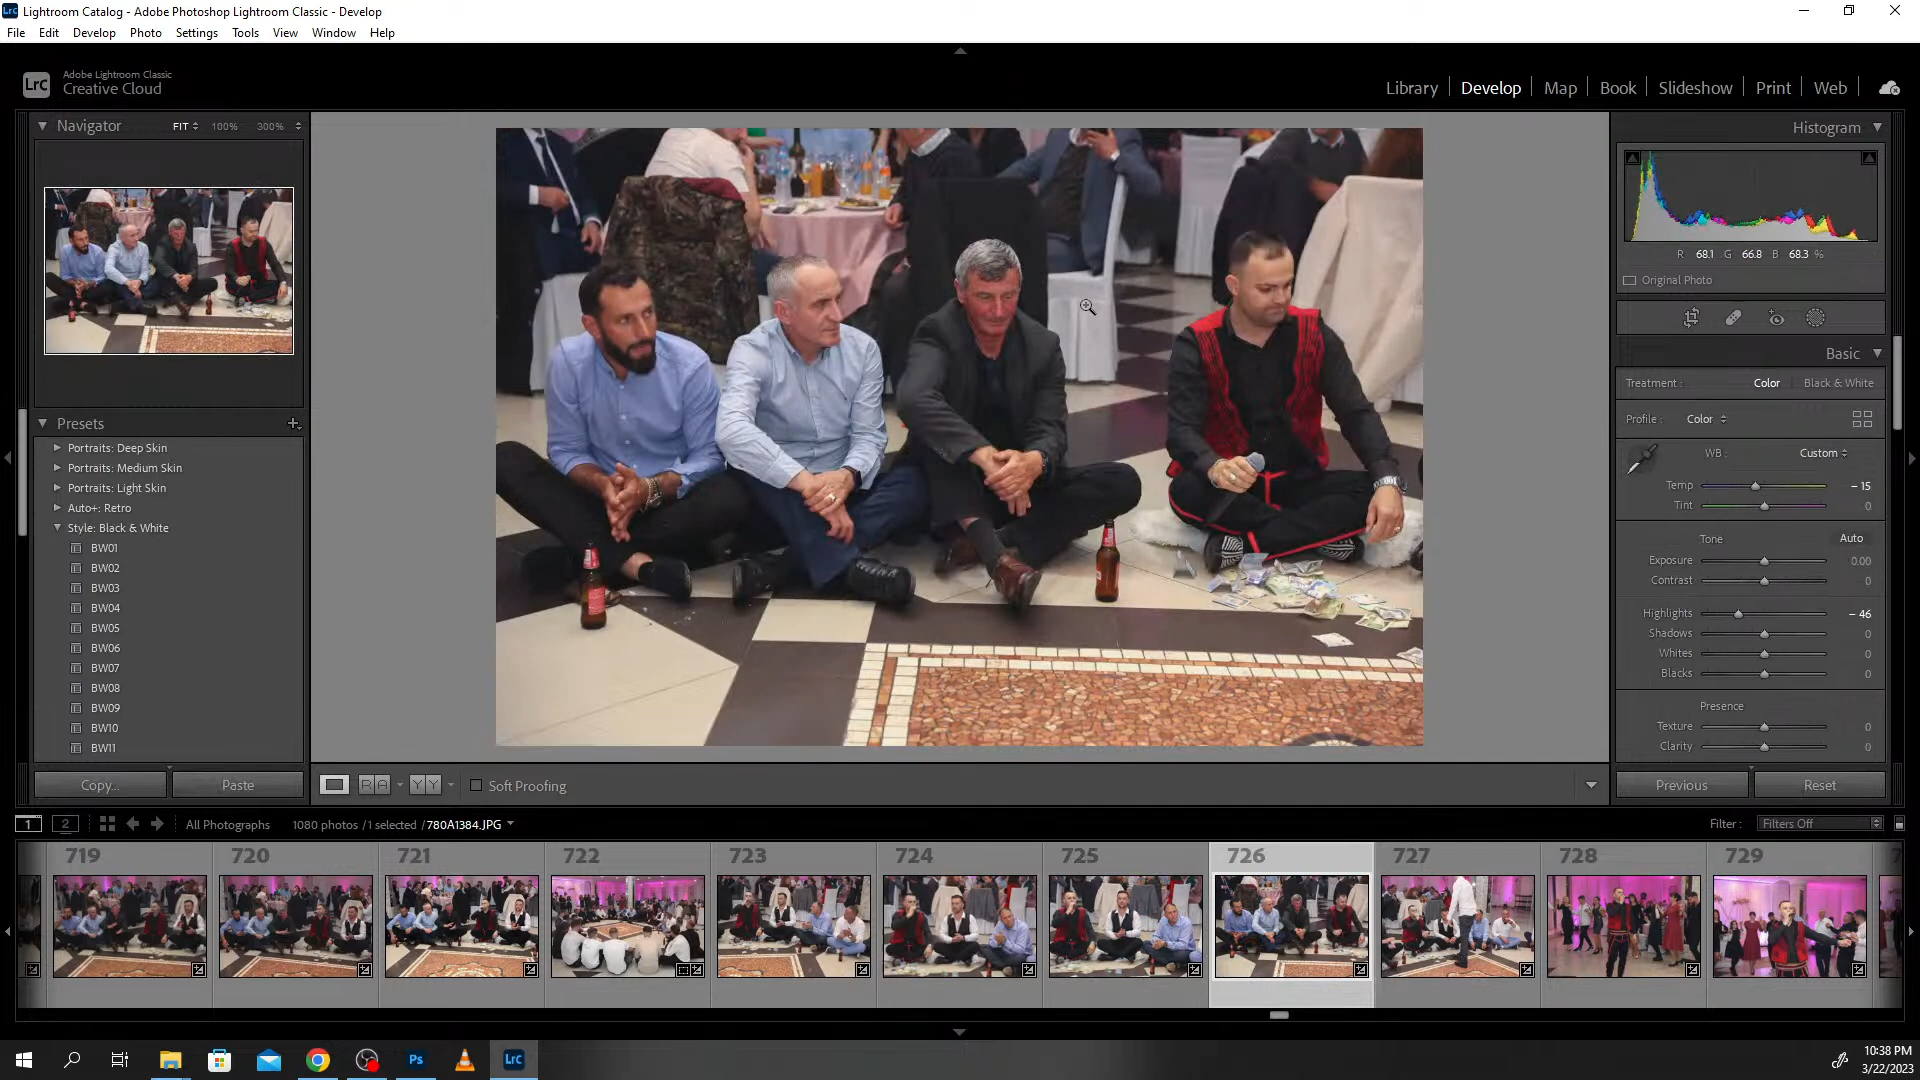 Lightroom Catalog - Adobe Photoshop Lightroom Classic - Develop
File Edit Develop Photo Settings Tools View Window Help
LrC
Adobe Lightroom Classic
Creative Cloud
Library Develop Map Book Slideshow Print Web
Navigator FIT 100% 300%
Histogram
R 68.1 G 66.8 B 68.3 %
Original Photo
Basic
Treatment : Color Black & White
Profile : Color
WB : Custom
Temp - 15
Tint 0
Tone Auto
Exposure 0.00
Contrast 0
Highlights - 46
Shadows 0
Whites 0
Blacks 0
Presence
Texture 0
Clarity 0
Previous Reset
Presets
Portraits: Deep Skin
Portraits: Medium Skin
Portraits: Light Skin
Auto+: Retro
Style: Black & White
BW01
BW02
BW03
BW04
BW05
BW06
BW07
BW08
BW09
BW10
BW11
Copy... Paste
R A Y Y Soft Proofing
1 2 All Photographs 1080 photos / 1 selected / 780A1384.JPG
Filter : Filters Off
719 720 721 722 723 724 725 726 727 728 729
Ps LrC
10:38 PM
3/22/2023